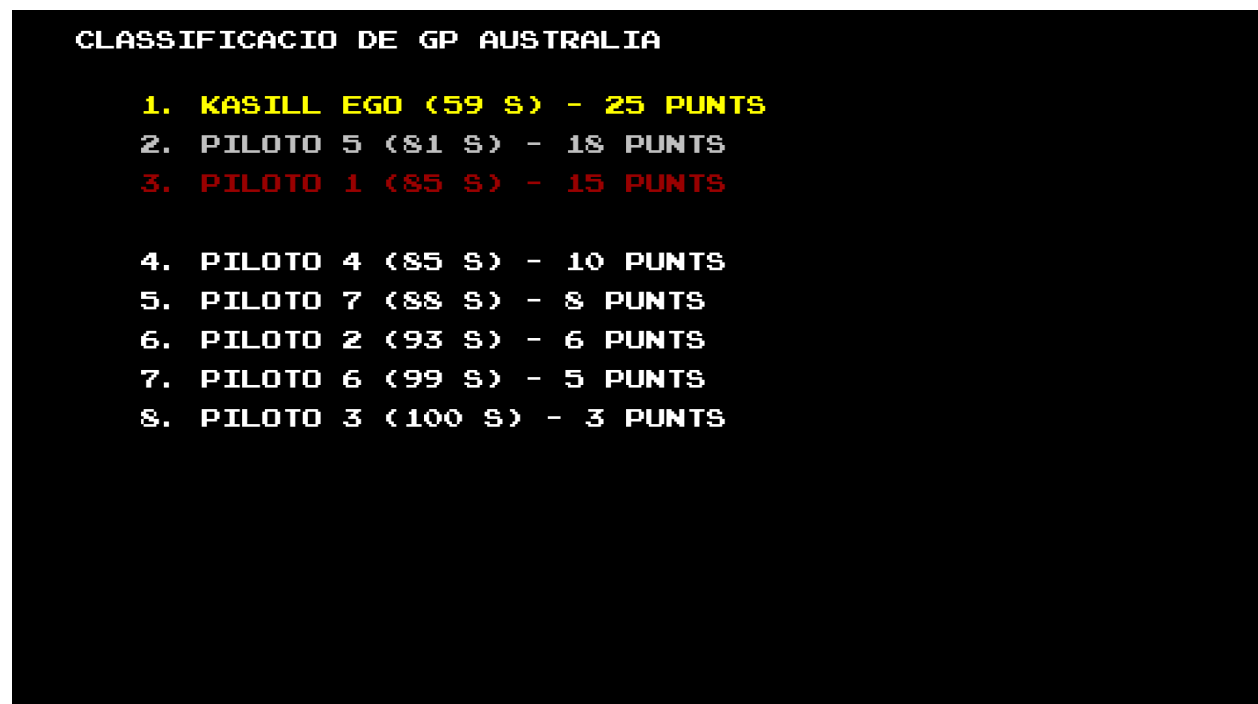 CLASSIFICACIO DE GP AUSTRALIA
1. KASILL EGO (59 S) - 25 PUNTS
2. PILOTO 5 (81 S) - 18 PUNTS
3. PILOTO 1 (85 S) - 15 PUNTS
4. PILOTO 4 (85 S) - 10 PUNTS
5. PILOTO 7 (88 S) - 8 PUNTS
6. PILOTO 2 (93 S) - 6 PUNTS
7. PILOTO 6 (99 S) - 5 PUNTS
8. PILOTO 3 (100 S) - 3 PUNTS